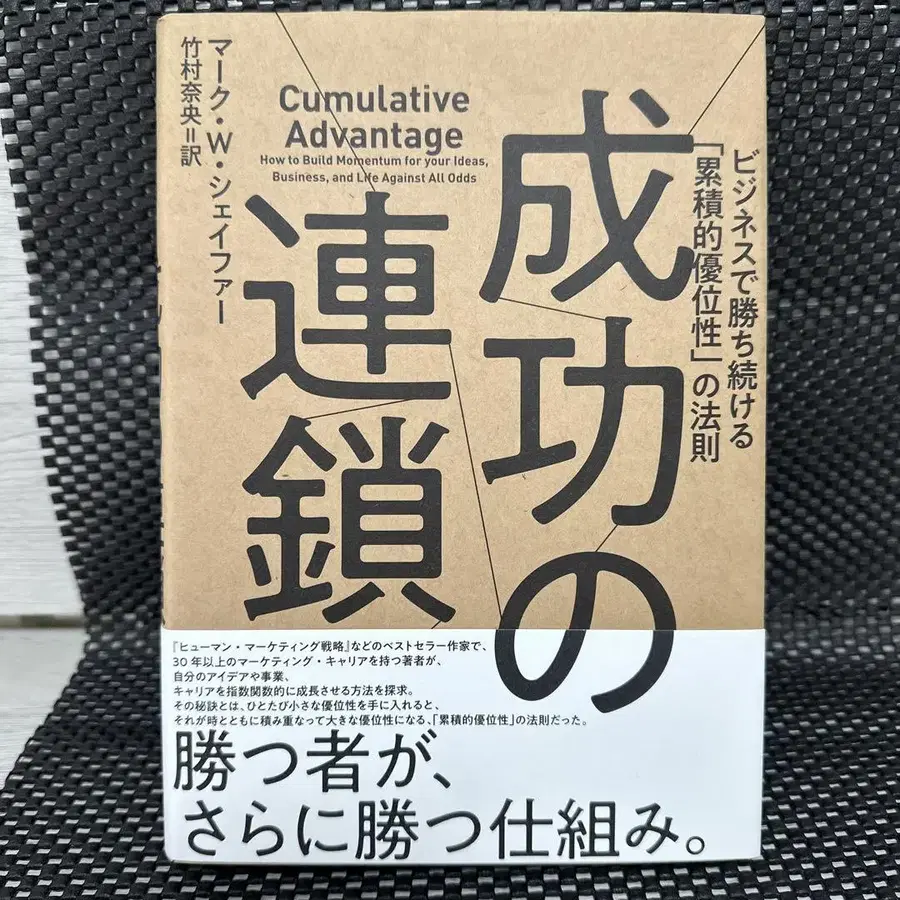 ビジネスで勝ち続ける
「累積的優位性」の法則
成功の
連鎖
Cumulative
Advantage
How to Build Momentum for your Ideas,
Business, and Life Against All Odds
マーク・W・シェイファー
竹村奈央=訳
『ヒューマン・マーケティング戦略』などのベストセラー作家で、
30年以上のマーケティング・キャリアを持つ著者が、
自分のアイデアや事業、
キャリアを指数関数的に成長させる方法を探求。
その秘訣とは、ひとたび小さな優位性を手に入れると、
それが時とともに積み重なって大きな優位性になる、「累積的優位性」の法則だった。
勝つ者が、
さらに勝つ仕組み。